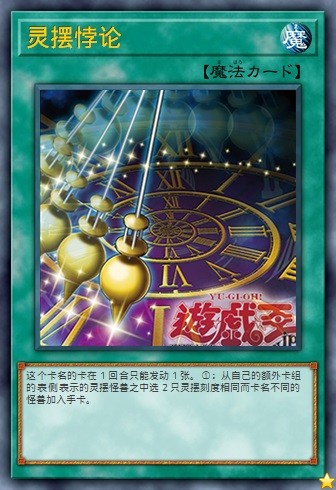 灵摆悖论
魔
【魔法カード】
YU-GI-OH!
遊戯王
这个卡名的卡在1回合只能发动1张。①:从自己的额外卡组
的表侧表示的灵摆怪兽之中选2只灵摆刻度相同而卡名不同的
怪兽加入手卡。